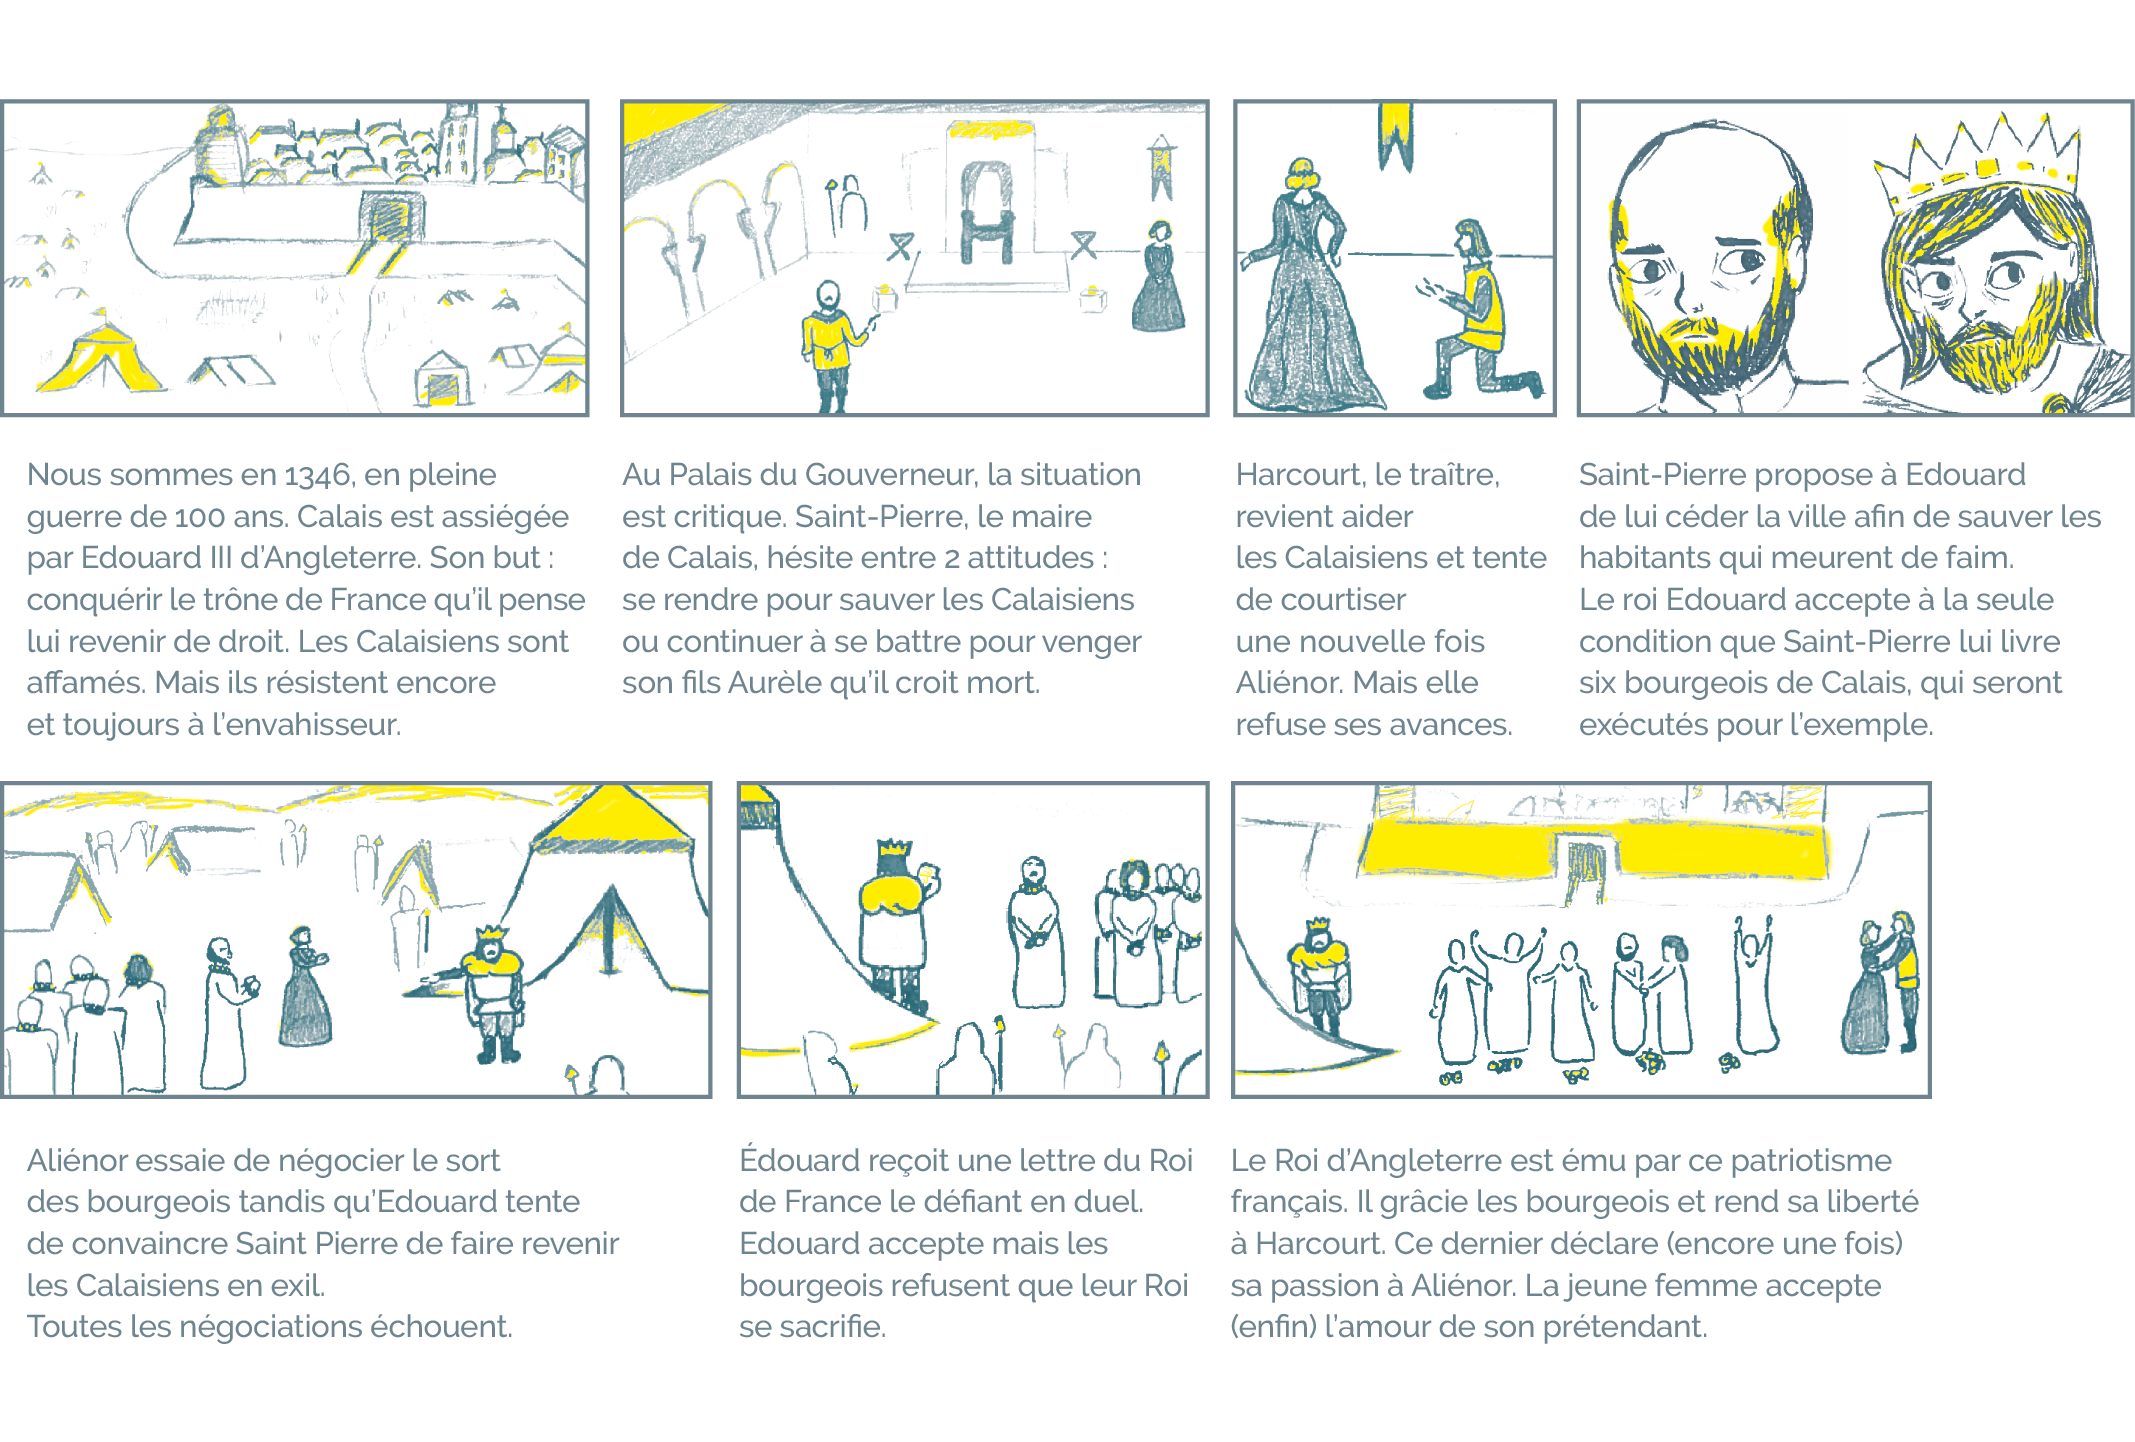 Nous sommes en 1346, en pleine
guerre de 100 ans. Calais est assiégée
par Edouard III d'Angleterre. Son but :
conquérir le trône de France qu'il pense
lui revenir de droit. Les Calaisiens sont
affamés. Mais ils résistent encore
et toujours à l'envahisseur.
Au Palais du Gouverneur, la situation
est critique. Saint-Pierre, le maire
de Calais, hésite entre 2 attitudes :
se rendre pour sauver les Calaisiens
ou continuer à se battre pour venger
son fils Aurèle qu'il croit mort.
Harcourt, le traître,
revient aider
les Calaisiens et tente
de courtiser
une nouvelle fois
Aliénor. Mais elle
refuse ses avances.
Saint-Pierre propose à Edouard
de lui céder la ville afin de sauver les
habitants qui meurent de faim.
Le roi Edouard accepte à la seule
condition que Saint-Pierre lui livre
six bourgeois de Calais, qui seront
exécutés pour l'exemple.
Aliénor essaie de négocier le sort
des bourgeois tandis qu'Edouard tente
de convaincre Saint Pierre de faire revenir
les Calaisiens en exil.
Toutes les négociations échouent.
Édouard reçoit une lettre du Roi
de France le défiant en duel.
Edouard accepte mais les
bourgeois refusent que leur Roi
se sacrifie.
Le Roi d'Angleterre est ému par ce patriotisme
français. Il grâcie les bourgeois et rend sa liberté
à Harcourt. Ce dernier déclare (encore une fois)
sa passion à Aliénor. La jeune femme accepte
(enfin) l'amour de son prétendant.